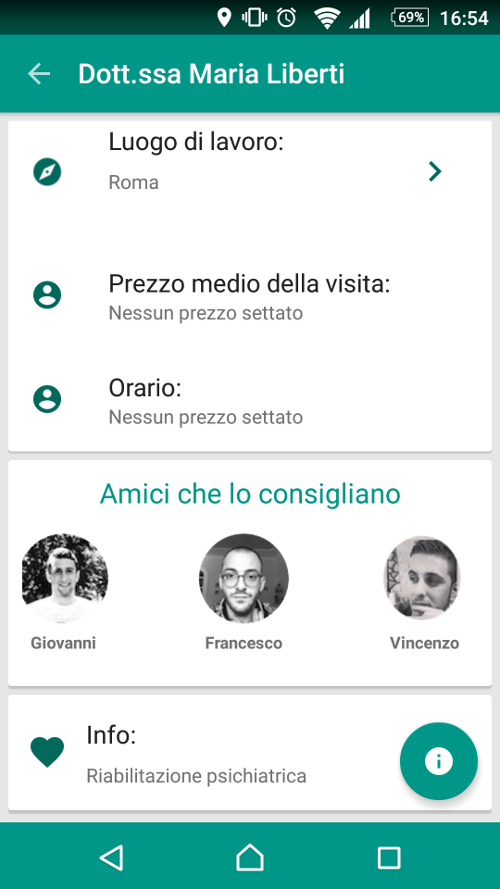 69% 16:54
Dott.ssa Maria Liberti
Luogo di lavoro:
Roma
Prezzo medio della visita:
Nessun prezzo settato
Orario:
Nessun prezzo settato
Amici che lo consigliano
Giovanni Francesco Vincenzo
Info:
Riabilitazione psichiatrica